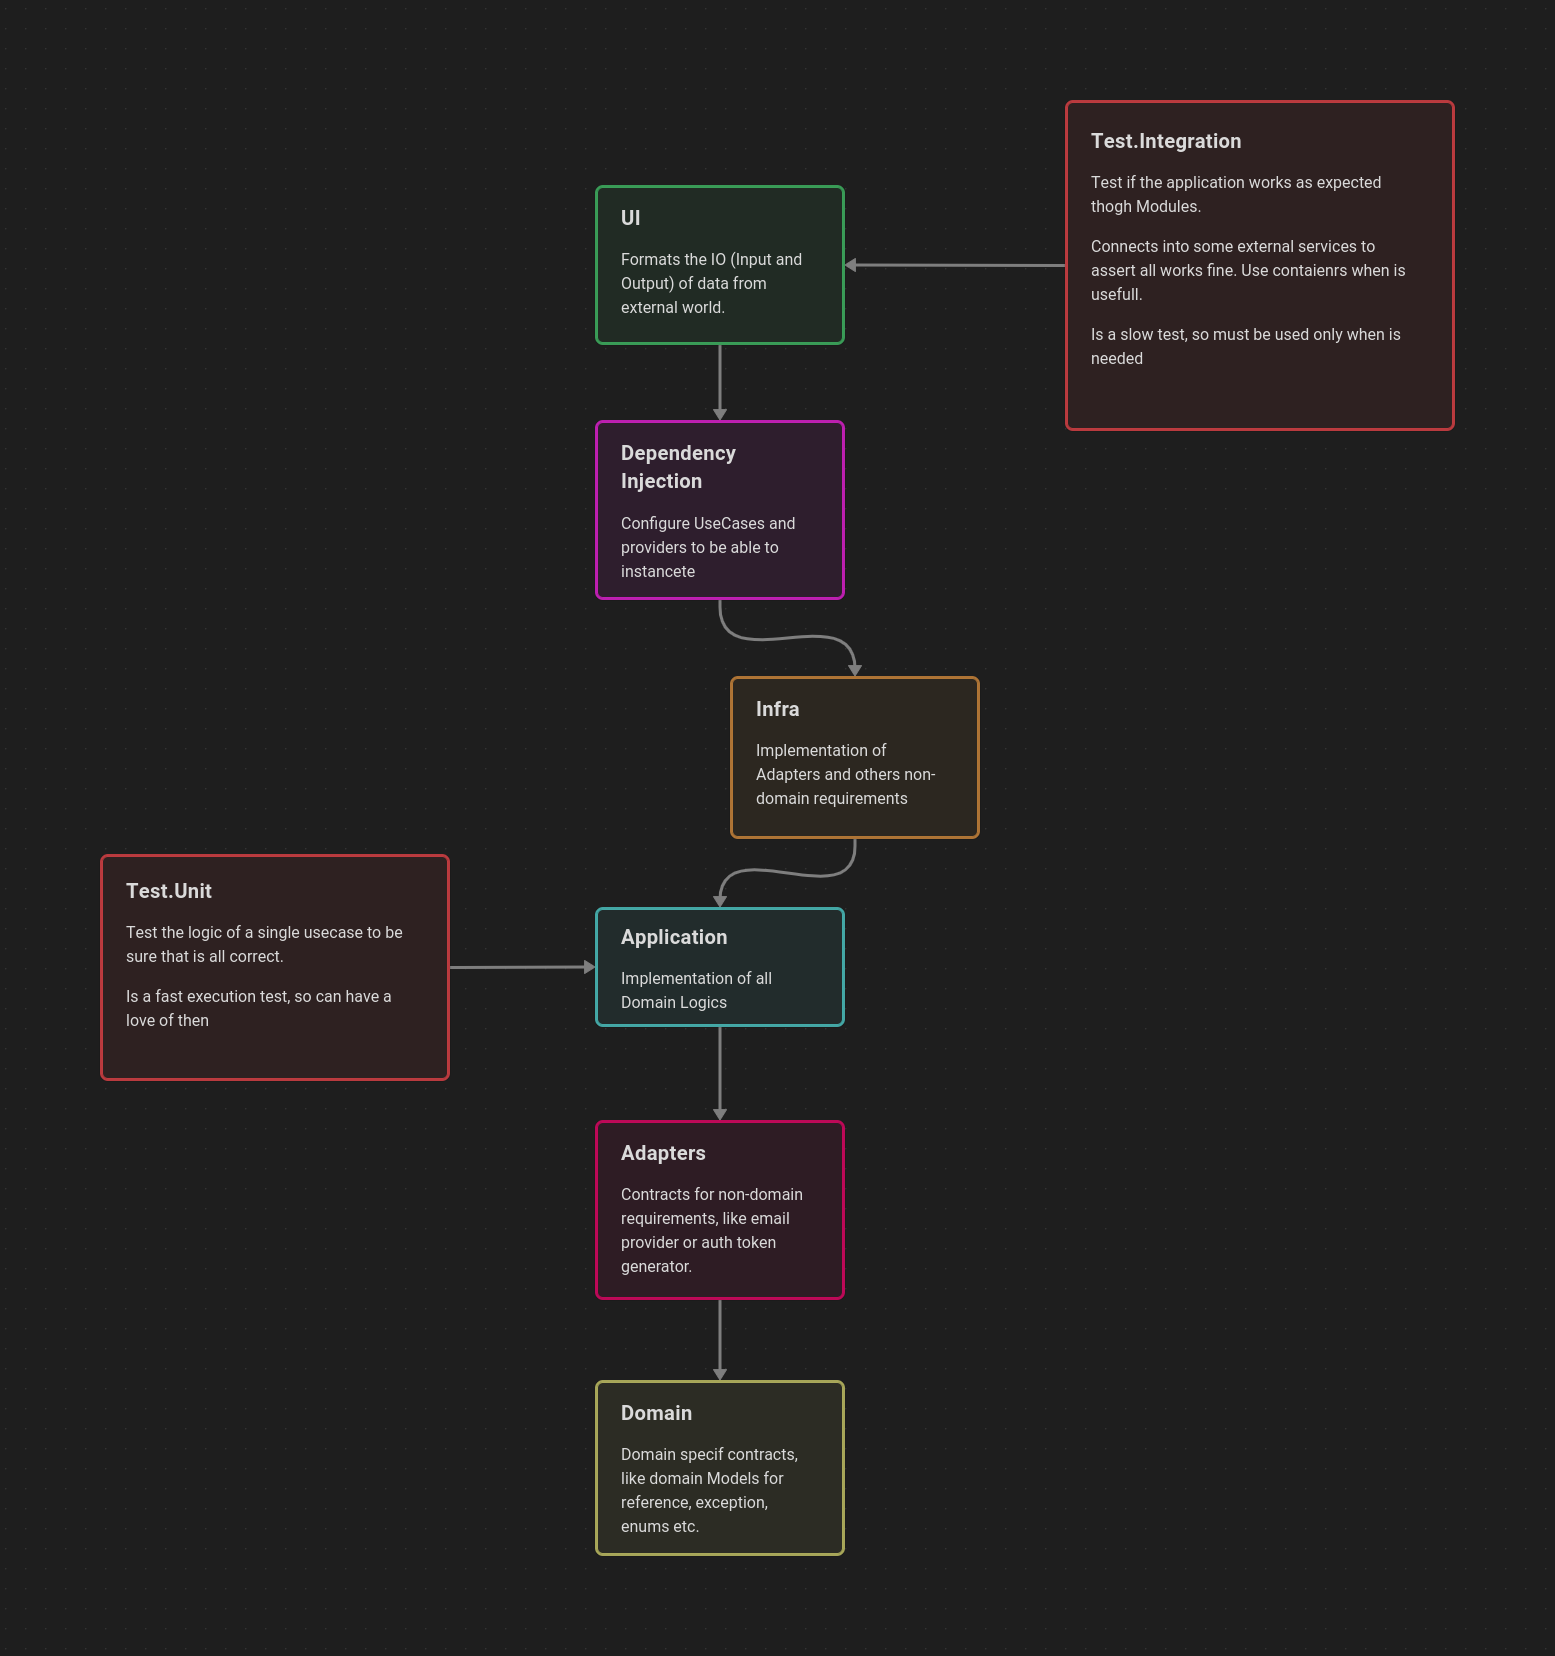 Test.Integration
Test if the application works as expected
thogh Modules.
Connects into some external services to
assert all works fine. Use contaienrs when is
usefull.
Is a slow test, so must be used only when is
needed
UI
Formats the IO (Input and
Output) of data from
external world.
Dependency
Injection
Configure UseCases and
providers to be able to
instancete
Infra
Implementation of
Adapters and others non-
domain requirements
Test.Unit
Test the logic of a single usecase to be
sure that is all correct.
Is a fast execution test, so can have a
love of then
Application
Implementation of all
Domain Logics
Adapters
Contracts for non-domain
requirements, like email
provider or auth token
generator.
Domain
Domain specif contracts,
like domain Models for
reference, exception,
enums etc.